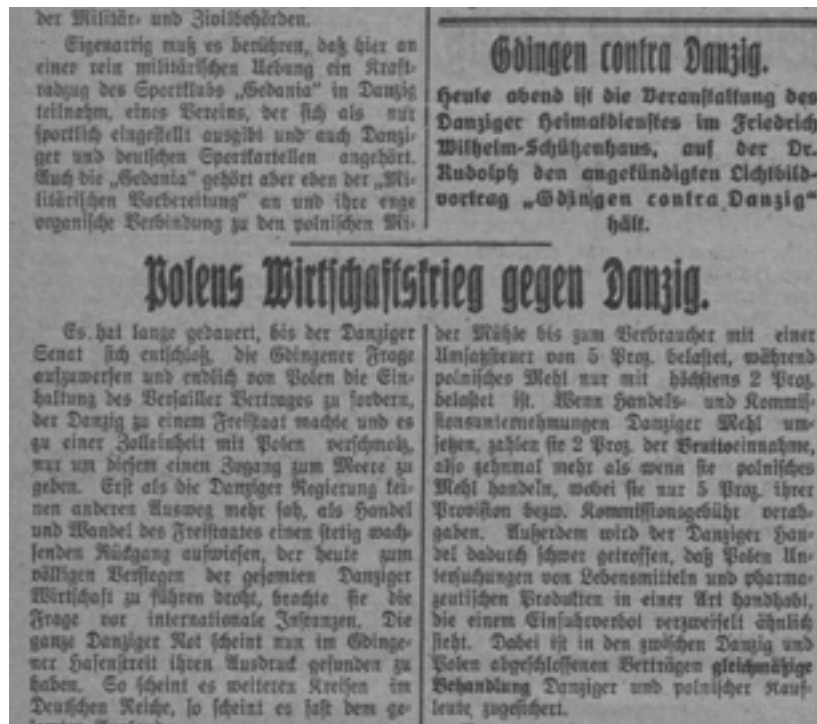 der Militär- und Zivilbehörden.
Eigenartig muß es berühren, daß hier an
einer rein militärischen Uebung ein Kraft-
radzug des Sportklubs „Gedania" in Danzig
teilnahm, eines Vereins, der sich als nur
sportlich eingestellt ausgibt und auch Danzi-
ger und deutschen Sportkartellen angehört.
Auch die „Gedania" gehört aber eben der „Mi-
litärischen Vorbereitung" an und ihre enge
organische Verbindung zu den polnischen Mi-
Gdingen contra Danzig.
Heute abend ist die Veranstaltung des
Danziger Heimatdienstes im Friedrich
Wilhelm-Schützenhaus, auf der Dr.
Rudolph den angekündigten Lichtbild-
vortrag „Gdingen contra Danzig"
hält.
Polens Wirtschaftskrieg gegen Danzig.
Es hat lange gedauert, bis der Danziger
Senat sich entschloß, die Gdingener Frage
aufzuwerfen und endlich von Polen die Ein-
haltung des Versailler Vertrages zu fordern,
der Danzig zu einem Freistaat machte und es
zu einer Zolleinheit mit Polen verschmolz,
nur um diesem einen Zugang zum Meere zu
geben. Erst als die Danziger Regierung kei-
nen anderen Ausweg mehr sah, als Handel
und Wandel des Freistaates einen stetig wach-
senden Rückgang aufwiesen, der heute zum
völligen Versiegen der gesamten Danziger
Wirtschaft zu führen droht, brachte sie die
Frage vor internationale Instanzen. Die
ganze Danziger Not scheint nun im Gdinge-
ner Hafenstreit ihren Ausdruck gefunden zu
haben. So scheint es weiteren Kreisen im
Deutschen Reiche, so scheint es fast dem ge-
der Mühle bis zum Verbraucher mit einer
Umsatzsteuer von 5 Proz. belastet, während
polnisches Mehl nur mit höchstens 2 Proz.
belastet ist. Wenn Handels- und Kommis-
sionsunternehmungen Danziger Mehl um-
setzen, zahlen sie 2 Proz. der Bruttoeinnahme,
also zehnmal mehr als wenn sie polnisches
Mehl handeln, wobei sie nur 5 Proz. ihrer
Provision bezw. Kommissionsgebühr verab-
gaben. Außerdem wird der Danziger Han-
del dadurch schwer getroffen, daß Polen Un-
tersuchungen von Lebensmitteln und pharma-
zeutischen Produkten in einer Art handhabt,
die einem Einfuhrverbot verzweifelt ähnlich
sieht. Dabei ist in den zwischen Danzig und
Polen abgeschlossenen Verträgen gleichmäßige
Behandlung Danziger und polnischer Kauf-
leute zugesichert.